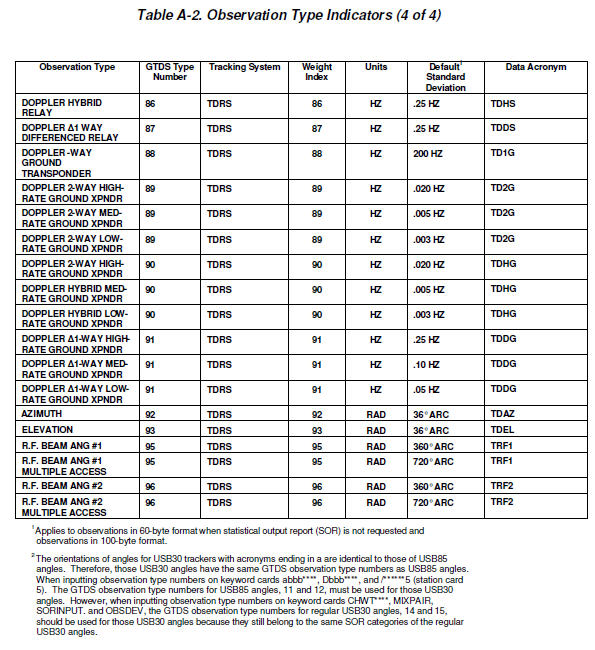 Table A-2. Observation Type Indicators (4 of 4)
Observation Type GTDS Type Number Tracking System Weight Index Units Default1 Standard Deviation Data Acronym
DOPPLER HYBRID RELAY 86 TDRS 86 HZ .25 HZ TDHS
DOPPLER Δ1 WAY DIFFERENCED RELAY 87 TDRS 87 HZ .25 HZ TDDS
DOPPLER -WAY GROUND TRANSPONDER 88 TDRS 88 HZ 200 HZ TD1G
DOPPLER 2-WAY HIGH-RATE GROUND XPNDR 89 TDRS 89 HZ .020 HZ TD2G
DOPPLER 2-WAY MED-RATE GROUND XPNDR 89 TDRS 89 HZ .005 HZ TD2G
DOPPLER 2-WAY LOW-RATE GROUND XPNDR 89 TDRS 89 HZ .003 HZ TD2G
DOPPLER 2-WAY HIGH-RATE GROUND XPNDR 90 TDRS 90 HZ .020 HZ TDHG
DOPPLER HYBRID MED-RATE GROUND XPNDR 90 TDRS 90 HZ .005 HZ TDHG
DOPPLER HYBRID LOW-RATE GROUND XPNDR 90 TDRS 90 HZ .003 HZ TDHG
DOPPLER Δ1-WAY HIGH-RATE GROUND XPNDR 91 TDRS 91 HZ .25 HZ TDDG
DOPPLER Δ1-WAY MED-RATE GROUND XPNDR 91 TDRS 91 HZ .10 HZ TDDG
DOPPLER Δ1-WAY LOW-RATE GROUND XPNDR 91 TDRS 91 HZ .05 HZ TDDG
AZIMUTH 92 TDRS 92 RAD 36° ARC TDAZ
ELEVATION 93 TDRS 93 RAD 36° ARC TDEL
R.F. BEAM ANG #1 95 TDRS 95 RAD 360° ARC TRF1
R.F. BEAM ANG #1 MULTIPLE ACCESS 95 TDRS 95 RAD 720° ARC TRF1
R.F. BEAM ANG #2 96 TDRS 96 RAD 360° ARC TRF2
R.F. BEAM ANG #2 MULTIPLE ACCESS 96 TDRS 96 RAD 720° ARC TRF2
1 Applies to observations in 60-byte format when statistical output report (SOR) is not requested and
observations in 100-byte format.
2 The orientations of angles for USB30 trackers with acronyms ending in a are identical to those of USB85
angles. Therefore, those USB30 angles have the same GTDS observation type numbers as USB85 angles.
When inputting observation type numbers on keyword cards abbb****, Dbbb****, and /******5 (station card
5). The GTDS observation type numbers for USB85 angles, 11 and 12, must be used for those USB30
angles. However, when inputting observation type numbers on keyword cards CHWT****, MIXPAIR,
SORINPUT. and OBSDEV, the GTDS observation type numbers for regular USB30 angles, 14 and 15,
should be used for those USB30 angles because they still belong to the same SOR categories of the regular
USB30 angles.